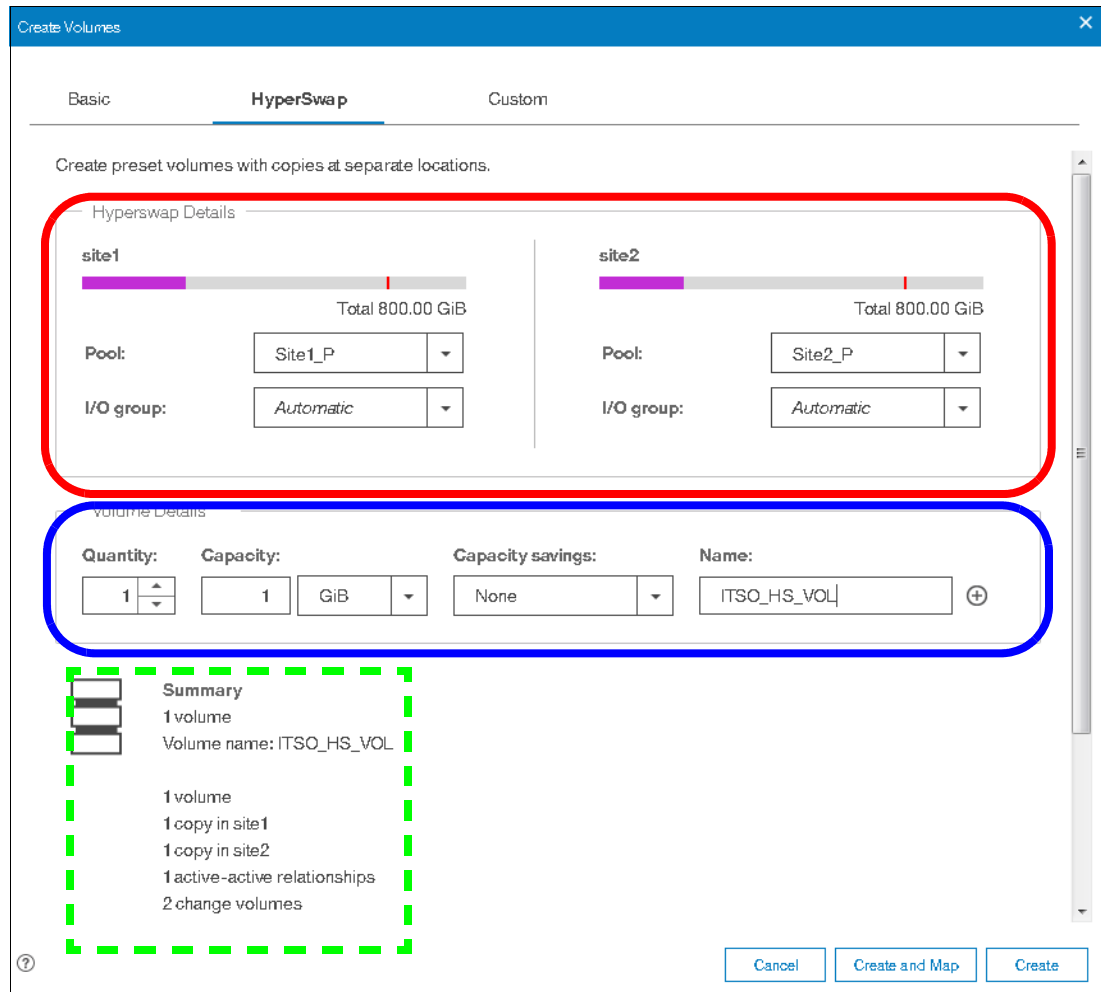 Create Volumes
Basic HyperSwap Custom
Create preset volumes with copies at separate locations.
Hyperswap Details
site1 site2
Total 800.00 GiB Total 800.00 GiB
Pool: Site1_P Pool: Site2_P
I/O group: Automatic I/O group: Automatic
Volume Details
Quantity: Capacity: Capacity savings: Name:
1 1 GiB None ITSO_HS_VOL
Summary
1 volume
Volume name: ITSO_HS_VOL
1 volume
1 copy in site1
1 copy in site2
1 active-active relationships
2 change volumes
Cancel Create and Map Create